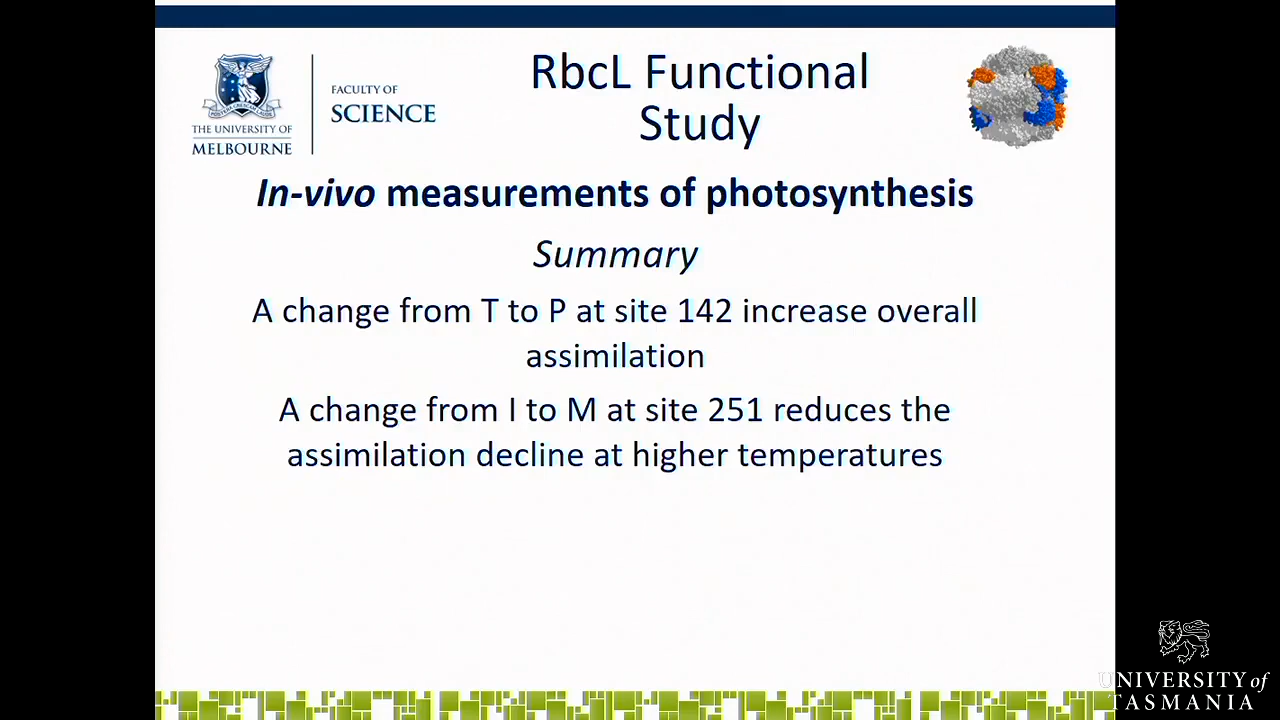 RbcL Functional
Study
FACULTY OF
SCIENCE
THE UNIVERSITY OF
MELBOURNE
In-vivo measurements of photosynthesis
Summary
A change from T to P at site 142 increase overall
assimilation
A change from I to M at site 251 reduces the
assimilation decline at higher temperatures
UNIVERSITY of
TASMANIA